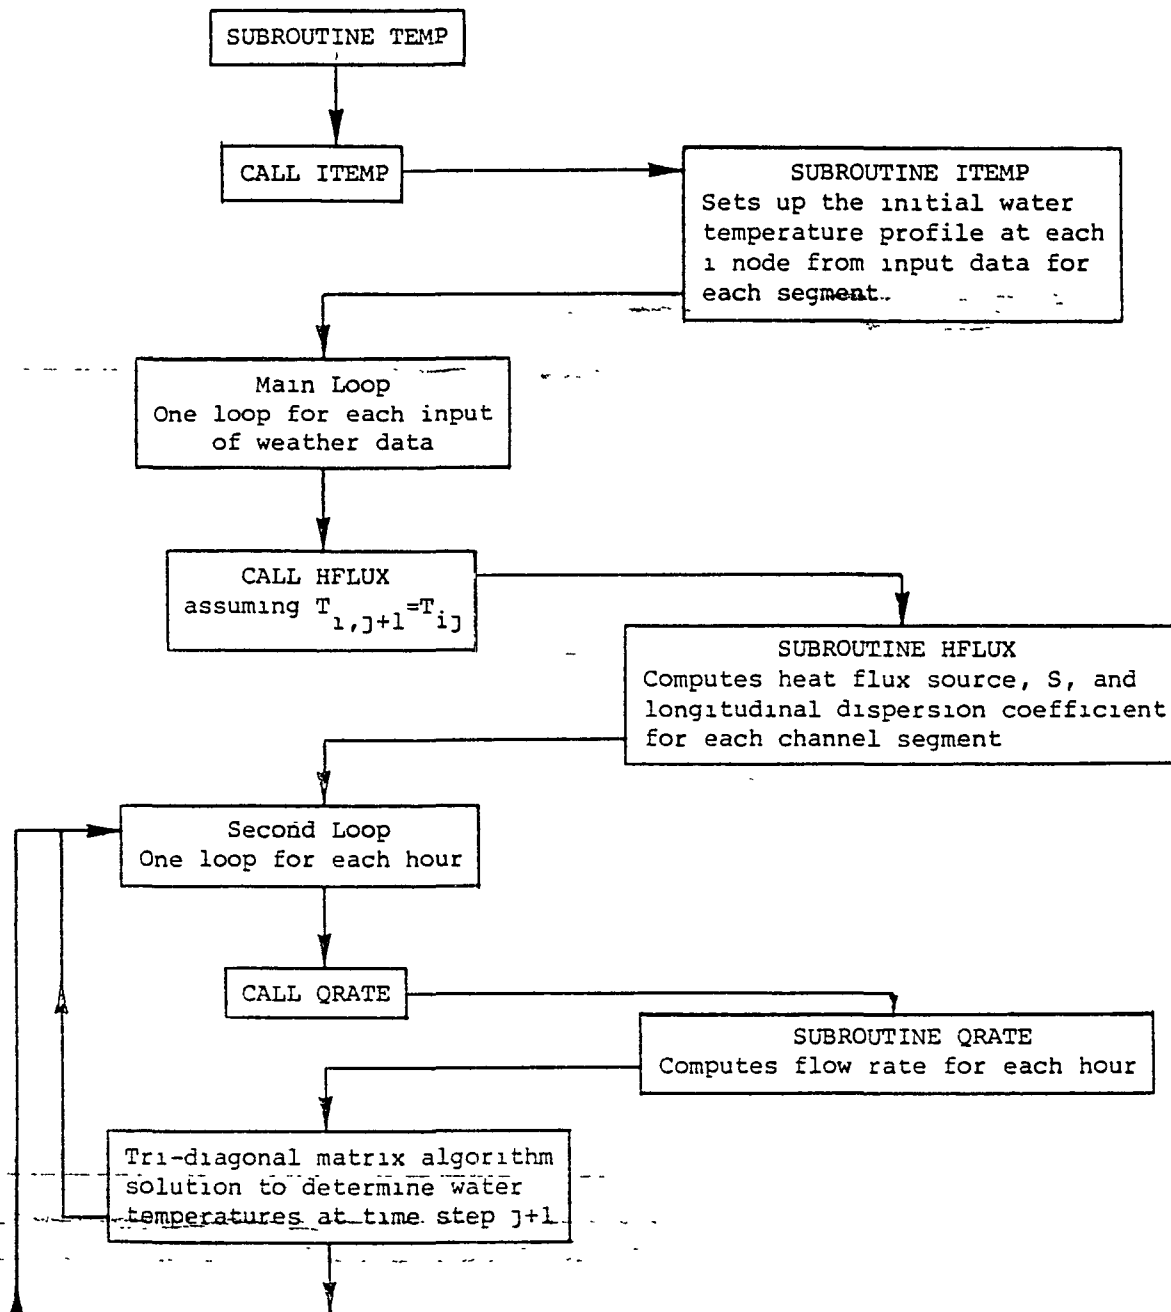 SUBROUTINE TEMP
CALL ITEMP
SUBROUTINE ITEMP
Sets up the initial water
temperature profile at each
i node from input data for
each segment.
Main Loop
One loop for each input
of weather data
CALL HFLUX
assuming T i,j+1=T ij
SUBROUTINE HFLUX
Computes heat flux source, S, and
longitudinal dispersion coefficient
for each channel segment
Second Loop
One loop for each hour
CALL QRATE
SUBROUTINE QRATE
Computes flow rate for each hour
Tri-diagonal matrix algorithm
solution to determine water
temperatures at time step j+1